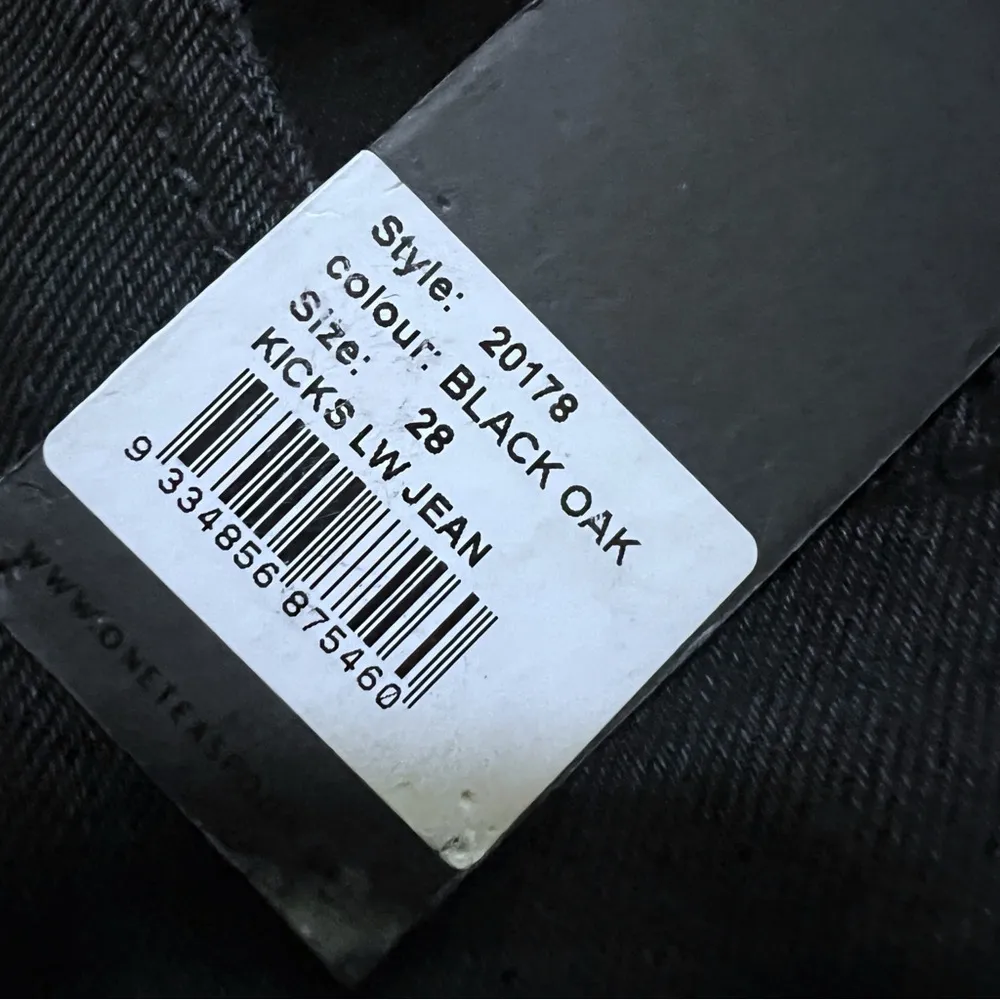 Style: 20178
colour: BLACK OAK
Size: 28
KICKS LW JEAN
9 334856 875460